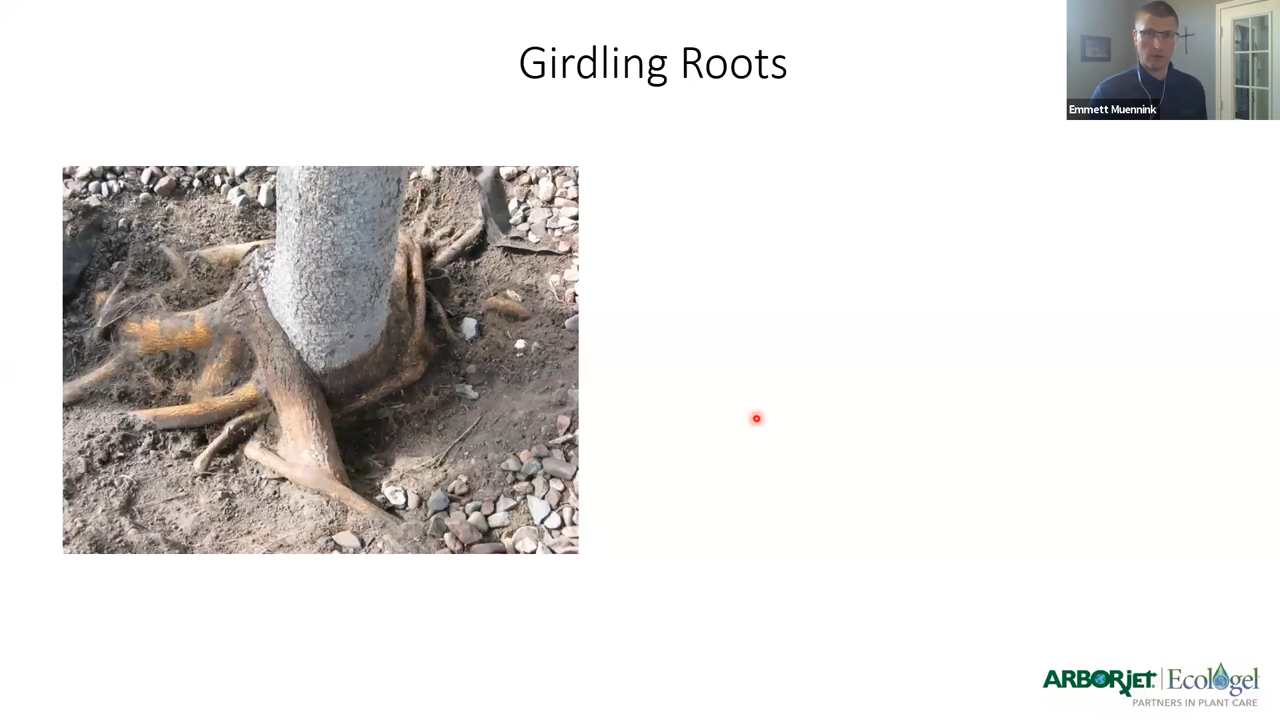 Girdling Roots
Emmett Muennink
ARBORJET | Ecologel
PARTNERS IN PLANT CARE